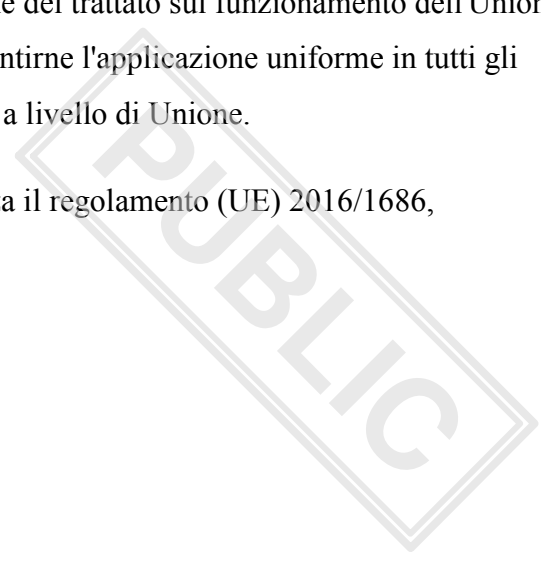 del trattato sul funzionamento dell'Union
ntirne l'applicazione uniforme in tutti gli
a livello di Unione.
a il regolamento (UE) 2016/1686,
PUBLIC